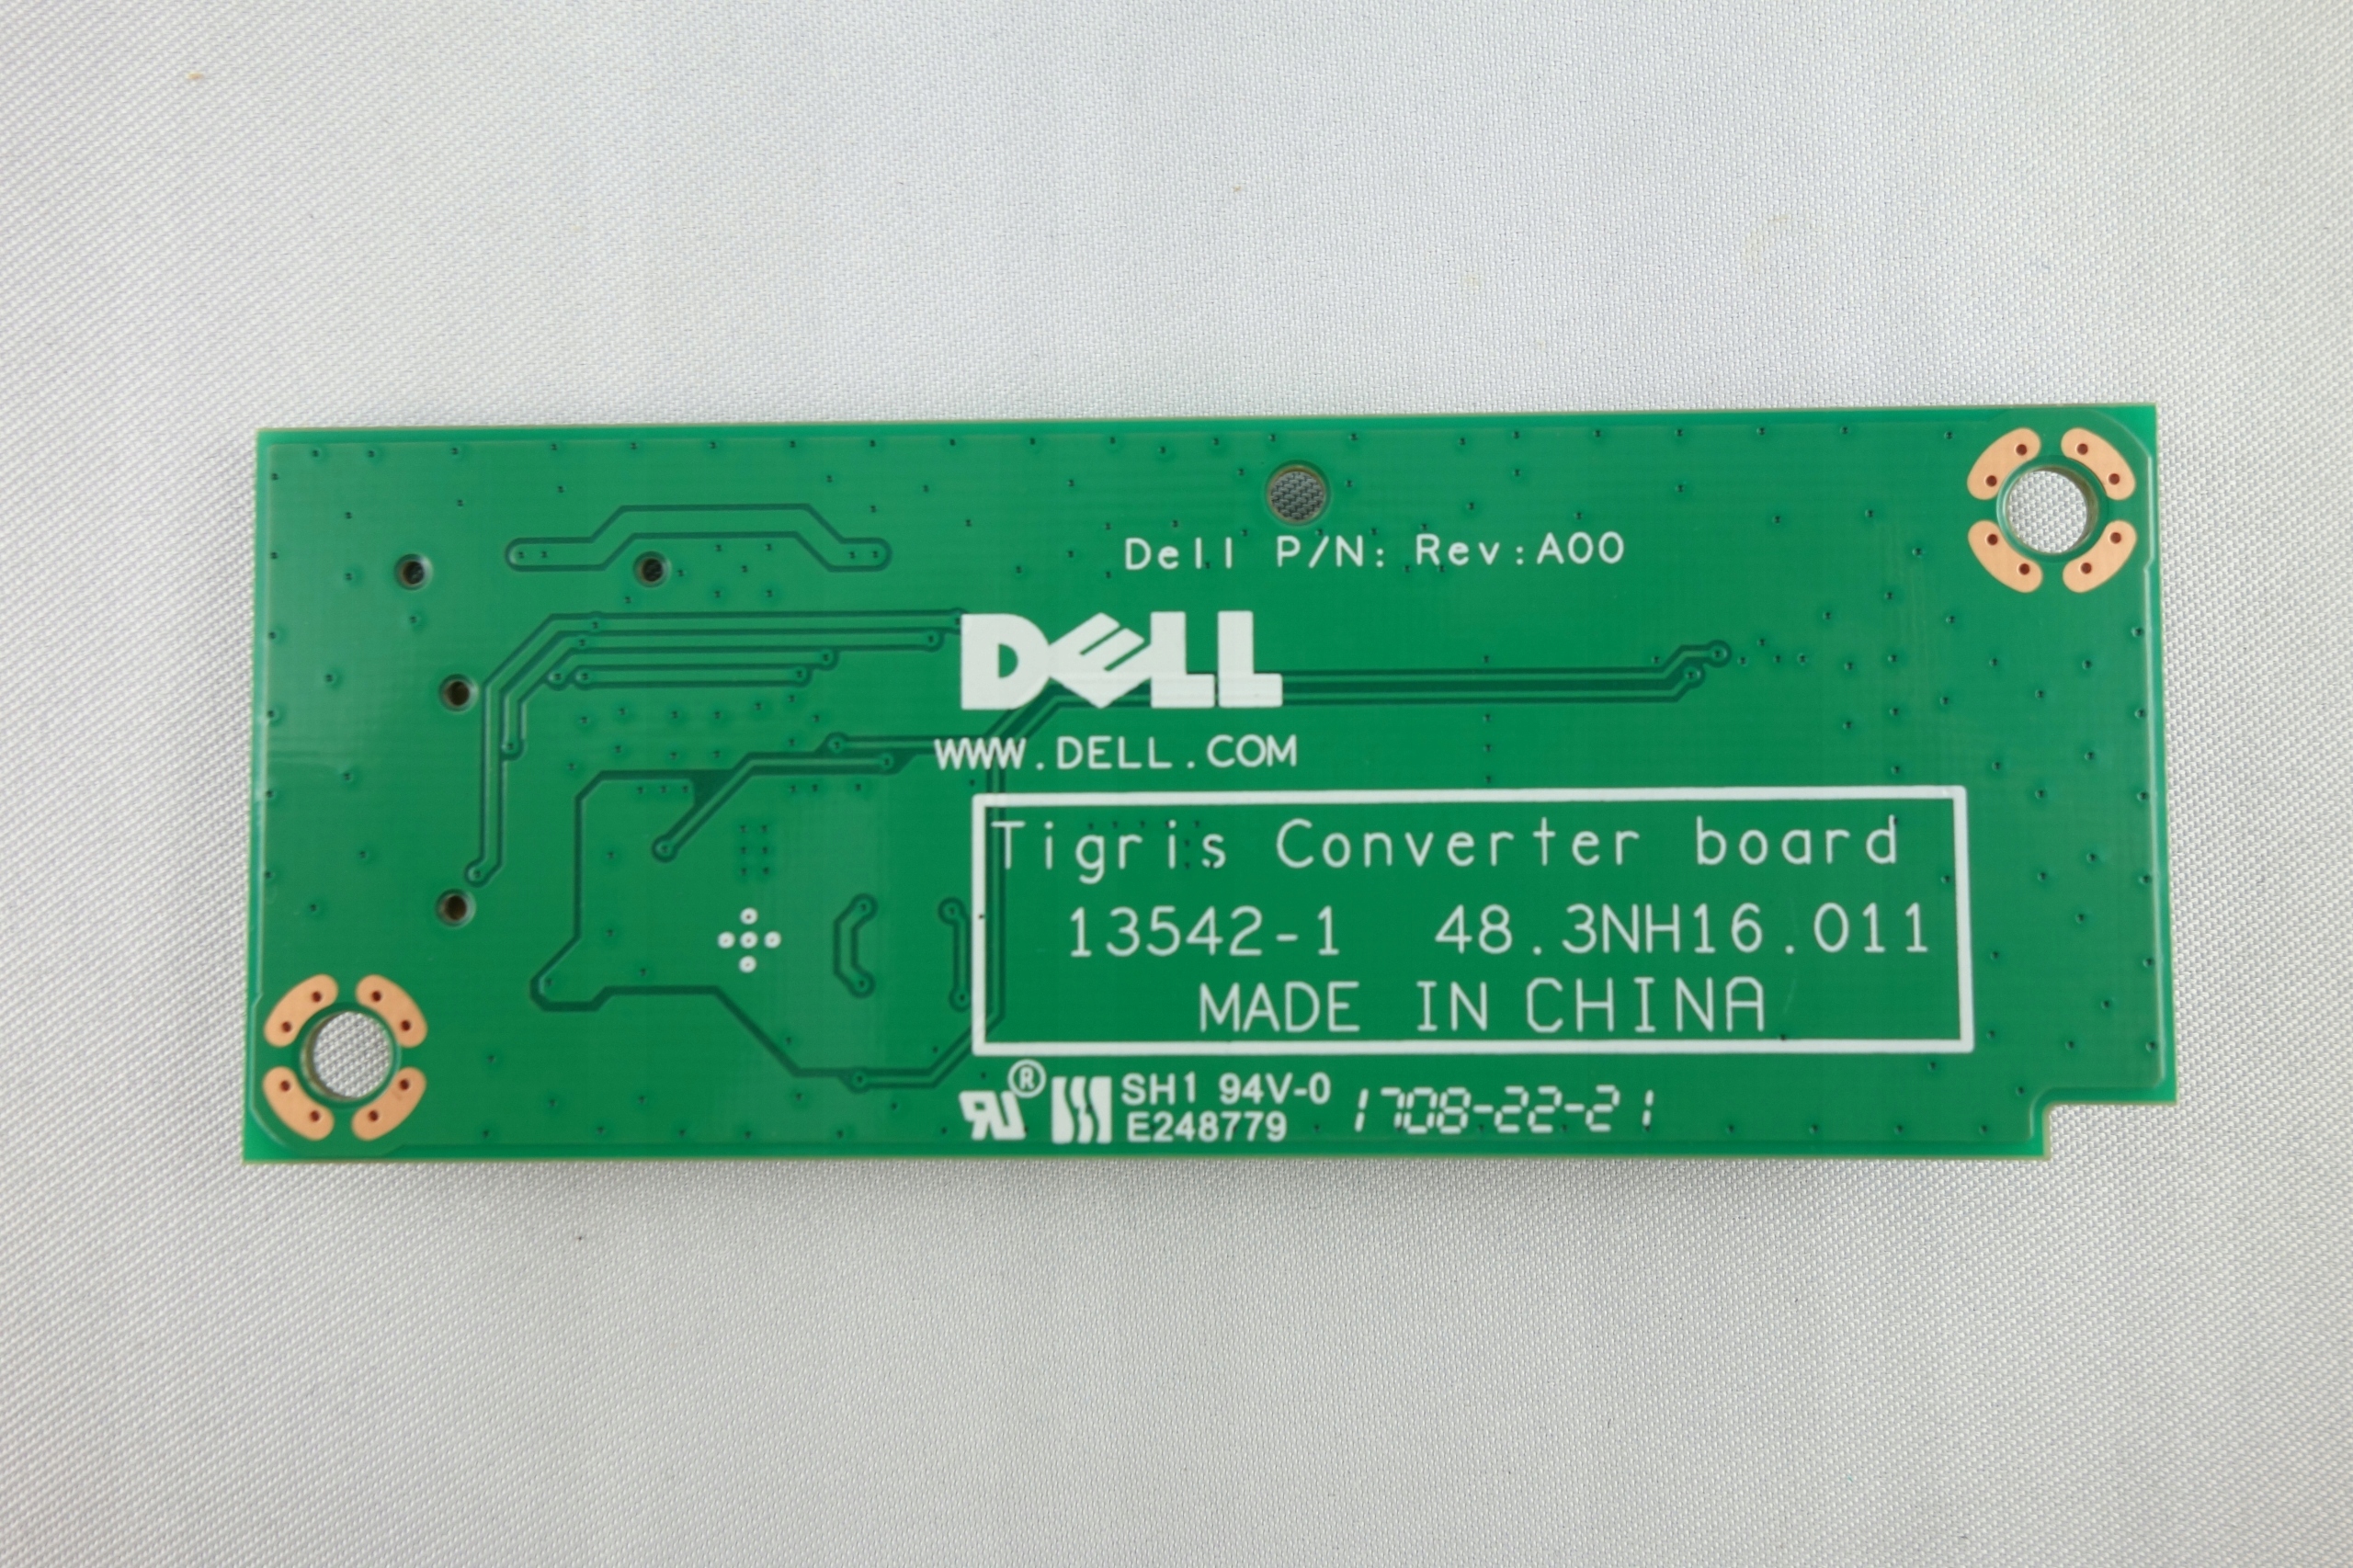 Dell P/N: Rev:A00
DELL
WWW.DELL.COM
Tigris Converter board
13542-1 48.3NH16.011
MADE IN CHINA
RU® SH1 94V-0 1708-22-21
E248779